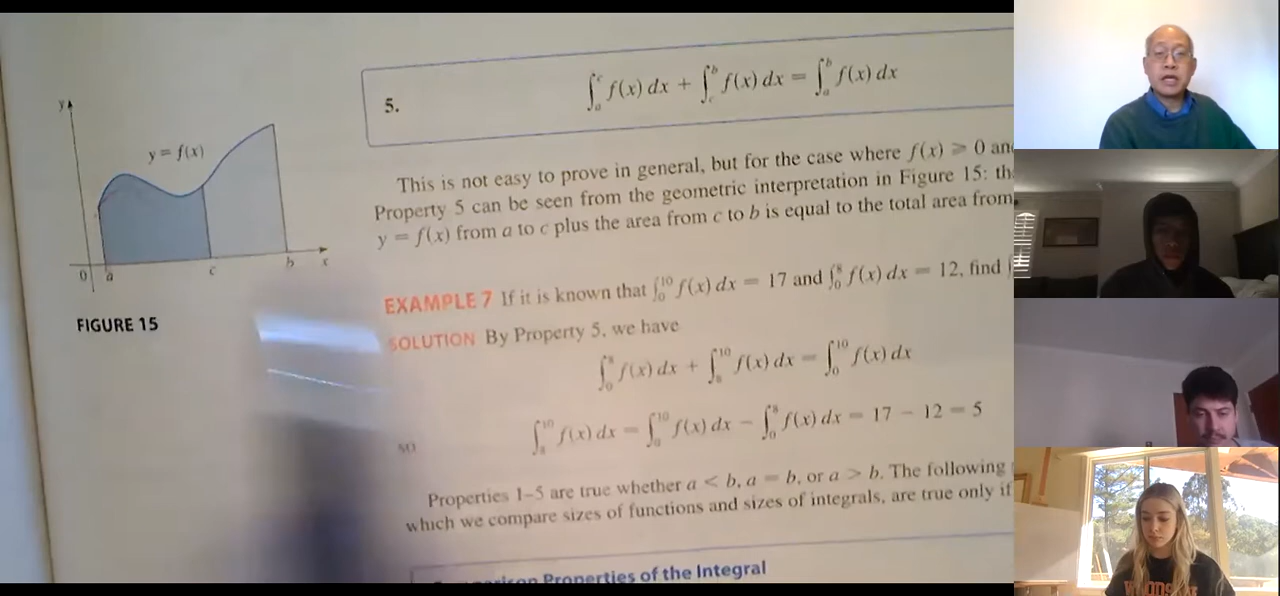 5. ∫_a^c f(x) dx + ∫_c^b f(x) dx = ∫_a^b f(x) dx
y
y = f(x)
0 a c b x
FIGURE 15
This is not easy to prove in general, but for the case where f(x) ⩾ 0
Property 5 can be seen from the geometric interpretation in Figure 15:
y = f(x) from a to c plus the area from c to b is equal to the total area from
EXAMPLE 7 If it is known that ∫_0^10 f(x) dx = 17 and ∫_0^8 f(x) dx = 12, find
SOLUTION By Property 5, we have
∫_0^8 f(x) dx + ∫_8^10 f(x) dx = ∫_0^10 f(x) dx
so ∫_8^10 f(x) dx = ∫_0^10 f(x) dx − ∫_0^8 f(x) dx = 17 − 12 = 5
Properties 1–5 are true whether a < b, a = b, or a > b. The following
which we compare sizes of functions and sizes of integrals, are true only if
Properties of the Integral